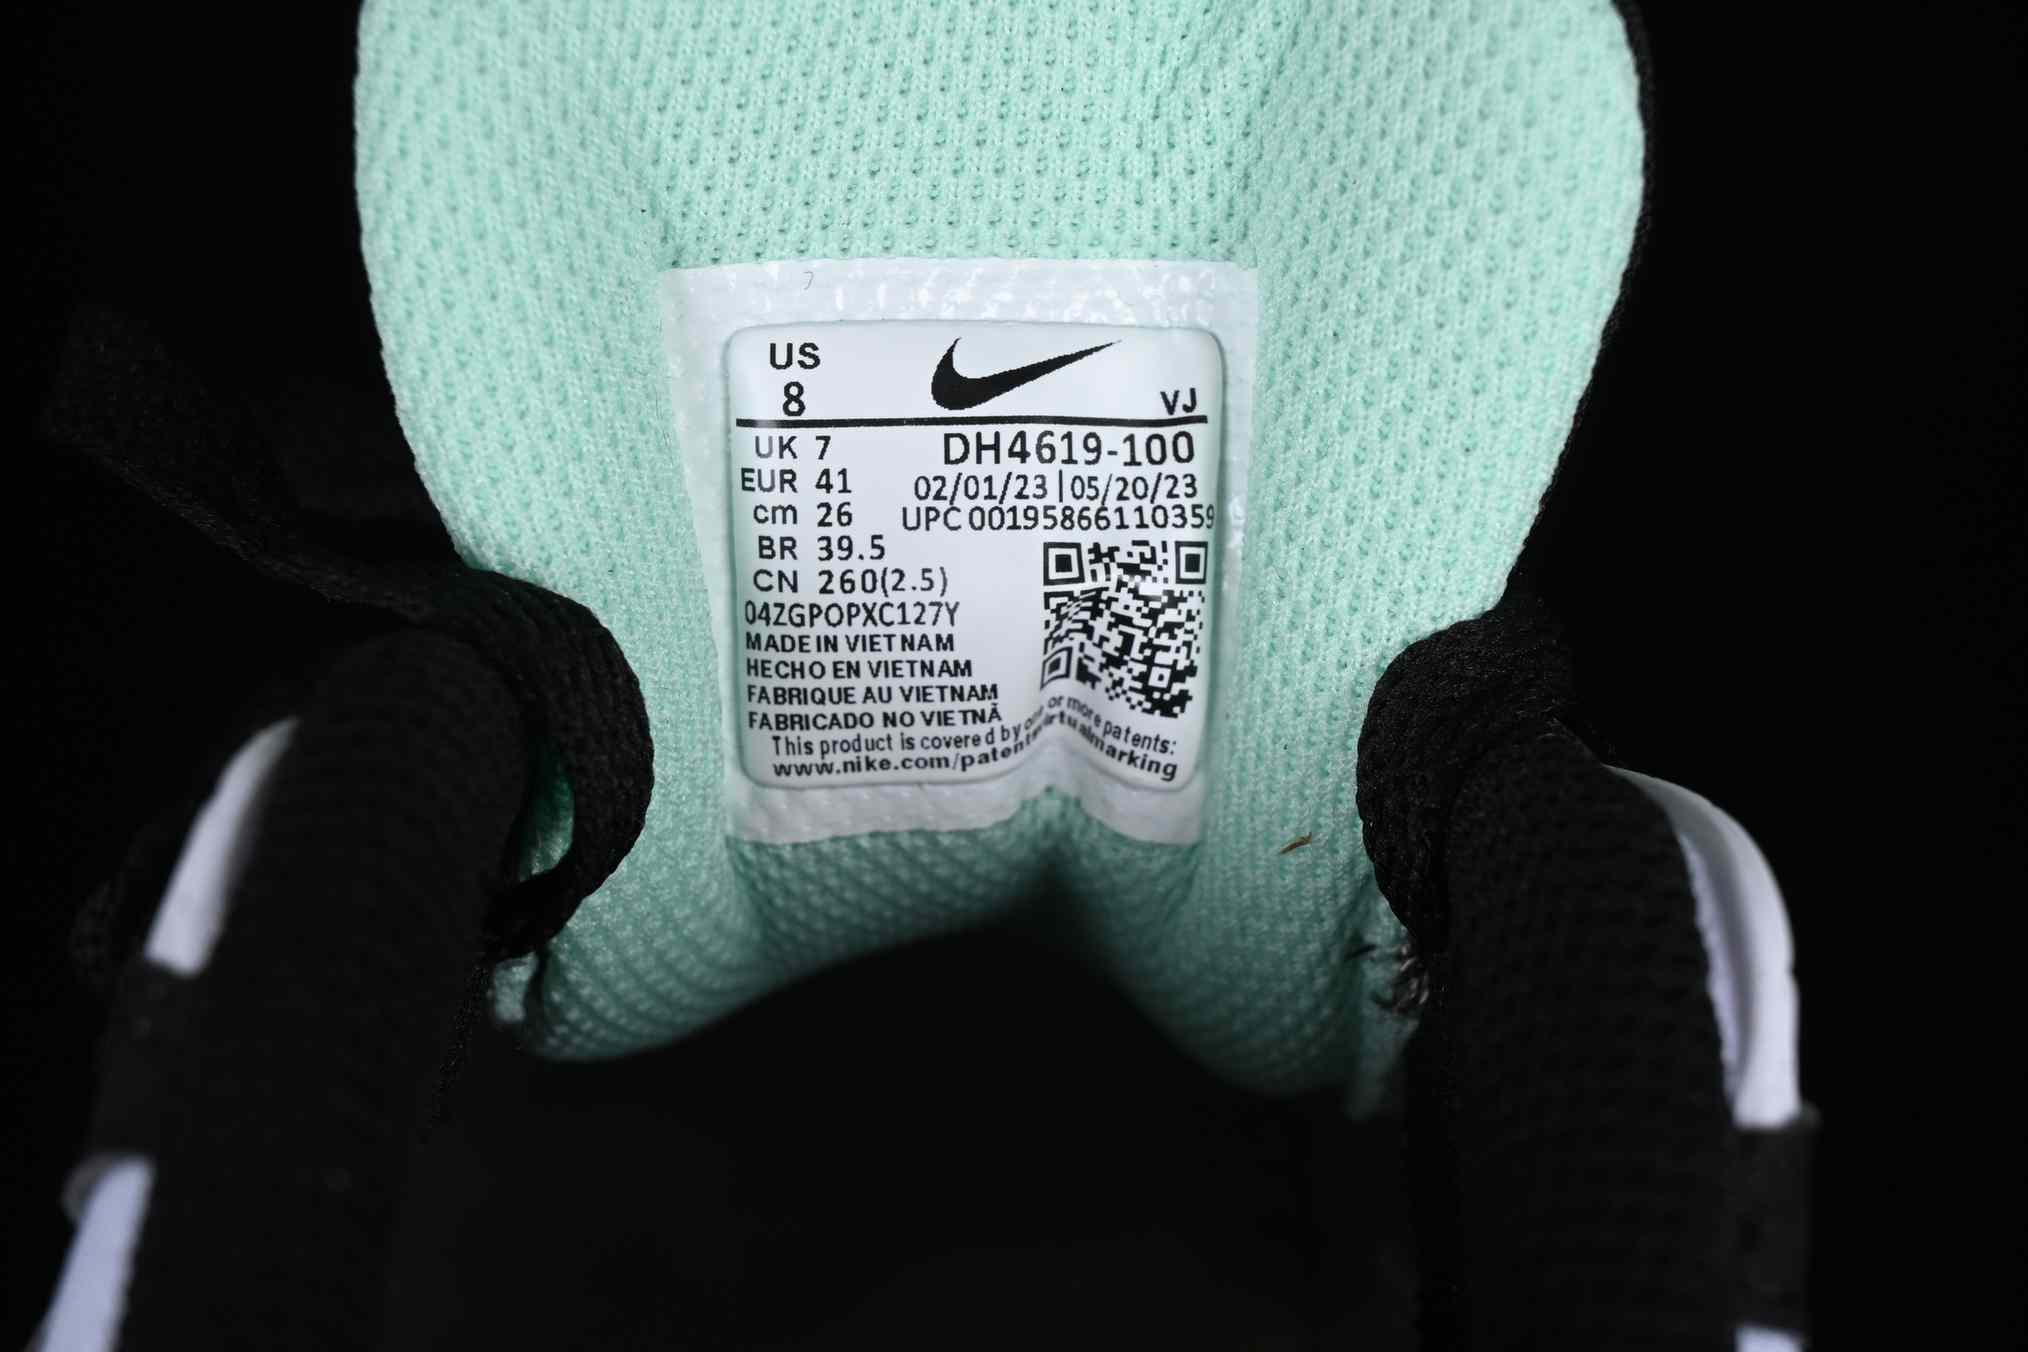 US
8
VJ
UK 7
DH4619-100
EUR 41
02/01/23|05/20/23
cm 26
UPC 00195866110359
BR 39.5
CN 260(2.5)
04ZGPOPXC127Y
MADE IN VIETNAM
HECHO EN VIETNAM
FABRIQUE AU VIETNAM
FABRICADO NO VIETNÃ
This product is covered by one or more patents:
www.nike.com/patentvirtualmarking